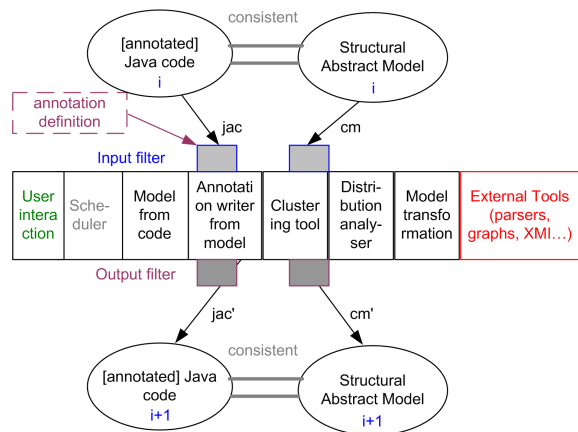 consistent
[annotated]
Java code
i
Structural
Abstract Model
i
annotation
definition
jac
cm
Input filter
User
intera
ction
Sche-
duler
Model
from
code
Annotati
on writer
from
model
Cluster
ing tool
Distri-
bution
analy-
ser
Model
transfo
rmation
External Tools
(parsers,
graphs, XMI…)
Output filter
jac'
cm'
consistent
[annotated] Java
code
i+1
Structural
Abstract Model
i+1